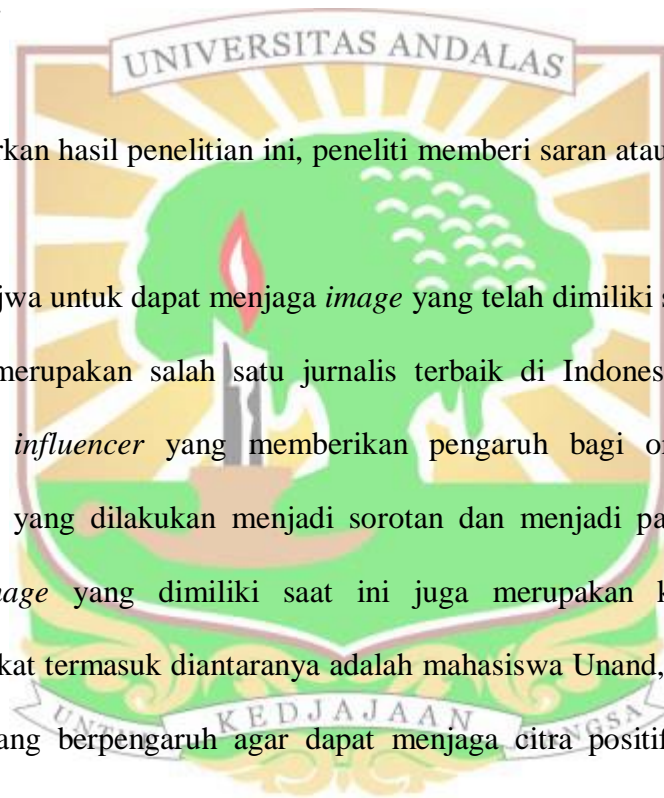 UNIVERSITAS ANDALAS
rkan hasil penelitian ini, peneliti memberi saran atau
jwa untuk dapat menjaga image yang telah dimiliki s
merupakan salah satu jurnalis terbaik di Indones
influencer yang memberikan pengaruh bagi o
yang dilakukan menjadi sorotan dan menjadi pa
nage yang dimiliki saat ini juga merupakan k
kat termasuk diantaranya adalah mahasiswa Unand,
UNTUK KEDJAJAAN BANGSA
ang berpengaruh agar dapat menjaga citra positif